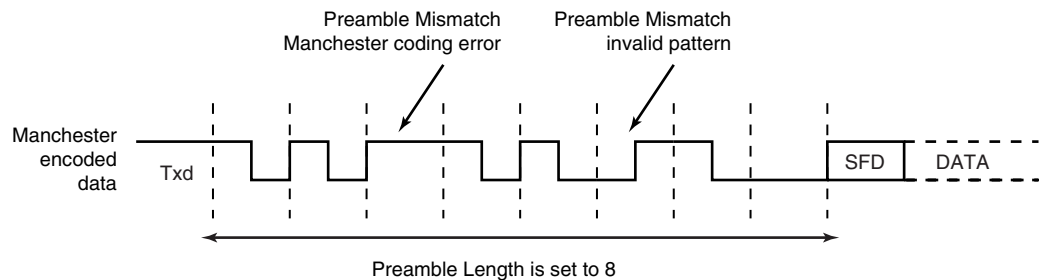 Preamble Mismatch
Manchester coding error
Preamble Mismatch
invalid pattern
Manchester
encoded
data
Txd
SFD
DATA
Preamble Length is set to 8